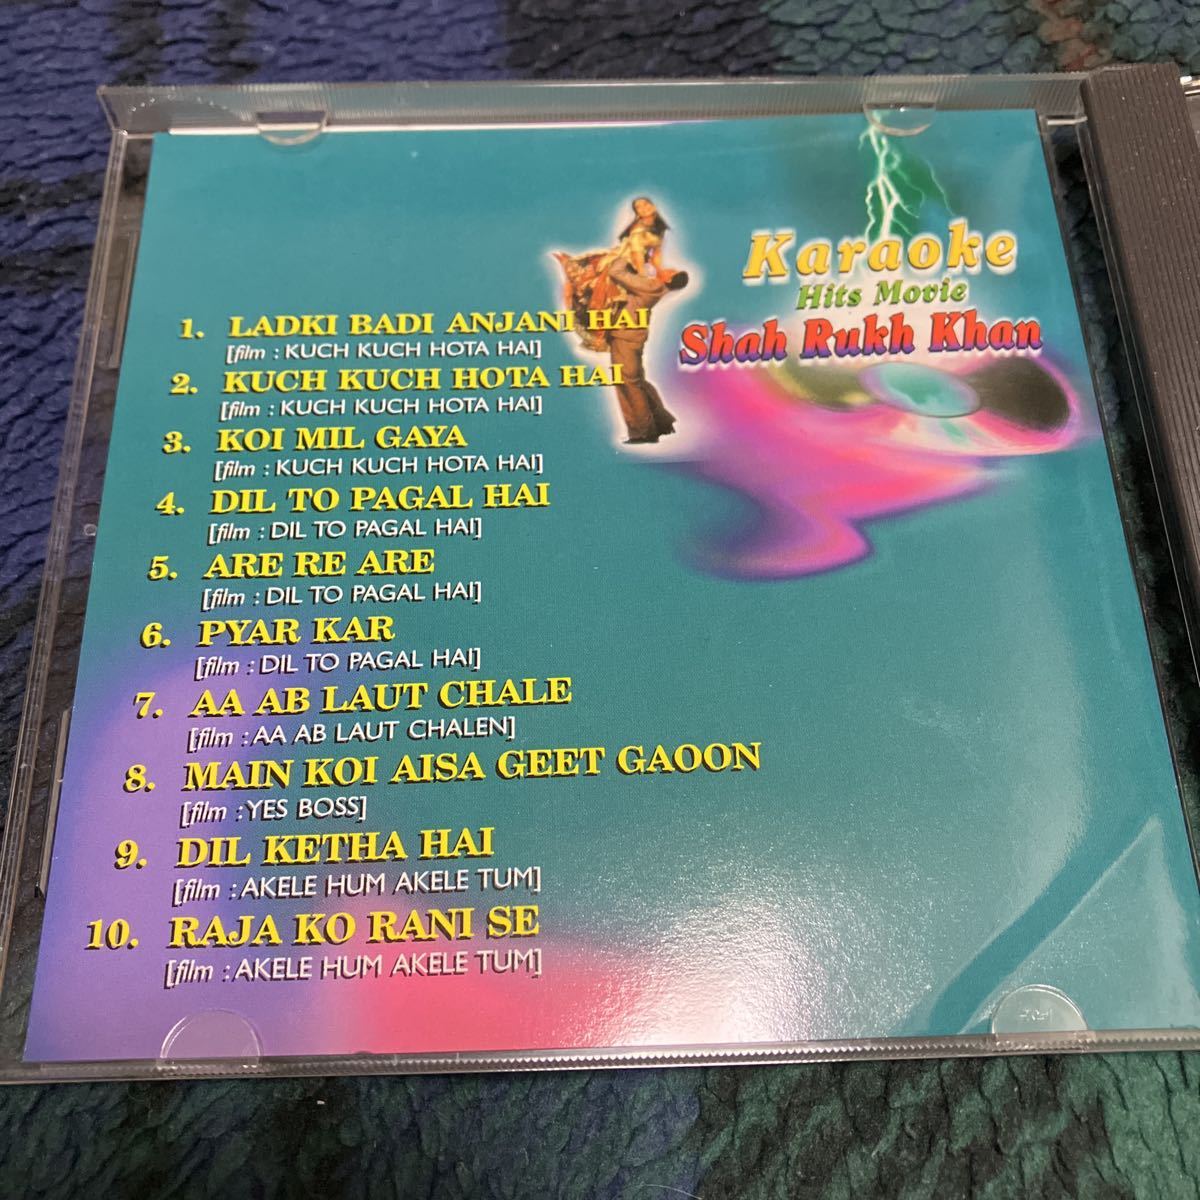 Karaoke
Hits Movie
Shah Rukh Khan
1. LADKI BADI ANJANI HAI
[film : KUCH KUCH HOTA HAI]
2. KUCH KUCH HOTA HAI
[film : KUCH KUCH HOTA HAI]
3. KOI MIL GAYA
[film : KUCH KUCH HOTA HAI]
4. DIL TO PAGAL HAI
[film : DIL TO PAGAL HAI]
5. ARE RE ARE
[film : DIL TO PAGAL HAI]
6. PYAR KAR
[film : DIL TO PAGAL HAI]
7. AA AB LAUT CHALE
[film : AA AB LAUT CHALEN]
8. MAIN KOI AISA GEET GAOON
[film : YES BOSS]
9. DIL KETHA HAI
[film : AKELE HUM AKELE TUM]
10. RAJA KO RANI SE
[film : AKELE HUM AKELE TUM]